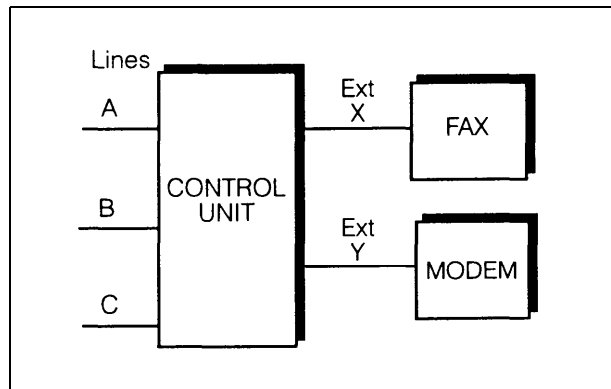 Lines
A
B
C
CONTROL
UNIT
Ext
X
FAX
Ext
Y
MODEM